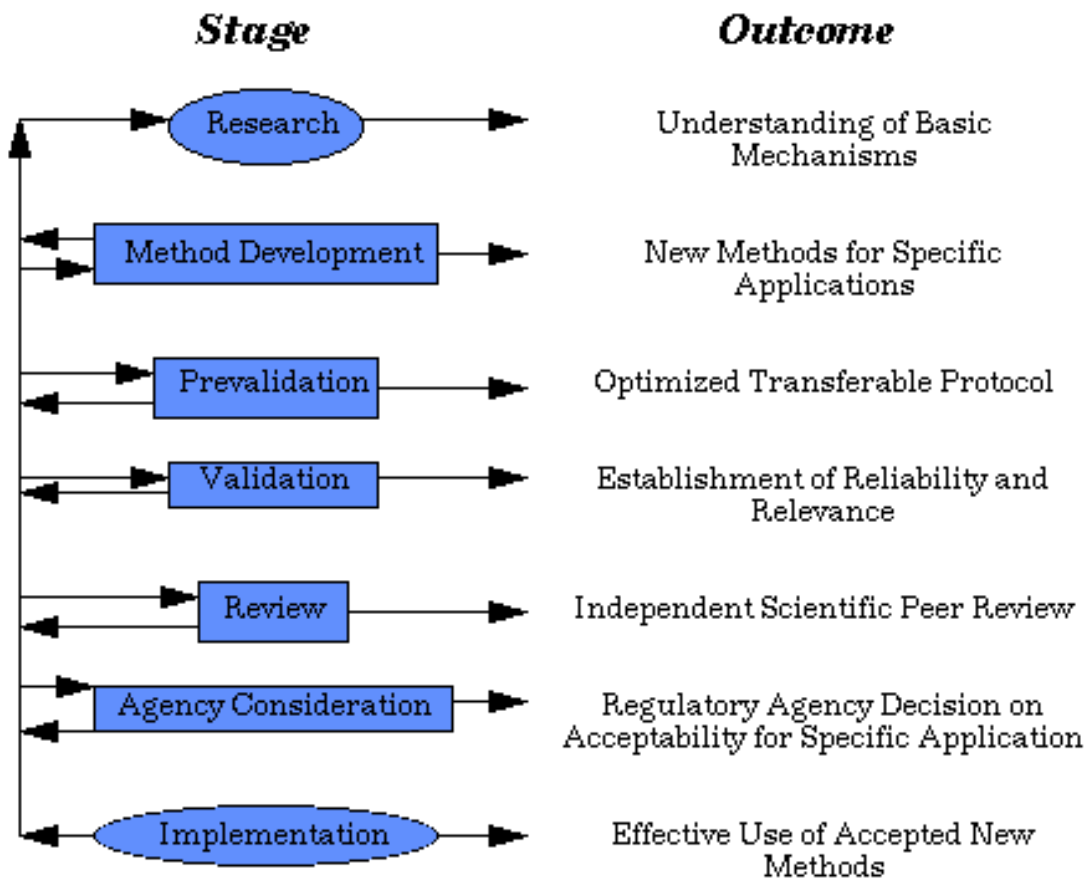 Stage
Outcome
Research
Understanding of Basic
Mechanisms
Method Development
New Methods for Specific
Applications
Prevalidation
Optimized Transferable Protocol
Validation
Establishment of Reliability and
Relevance
Review
Independent Scientific Peer Review
Agency Consideration
Regulatory Agency Decision on
Acceptability for Specific Application
Implementation
Effective Use of Accepted New
Methods